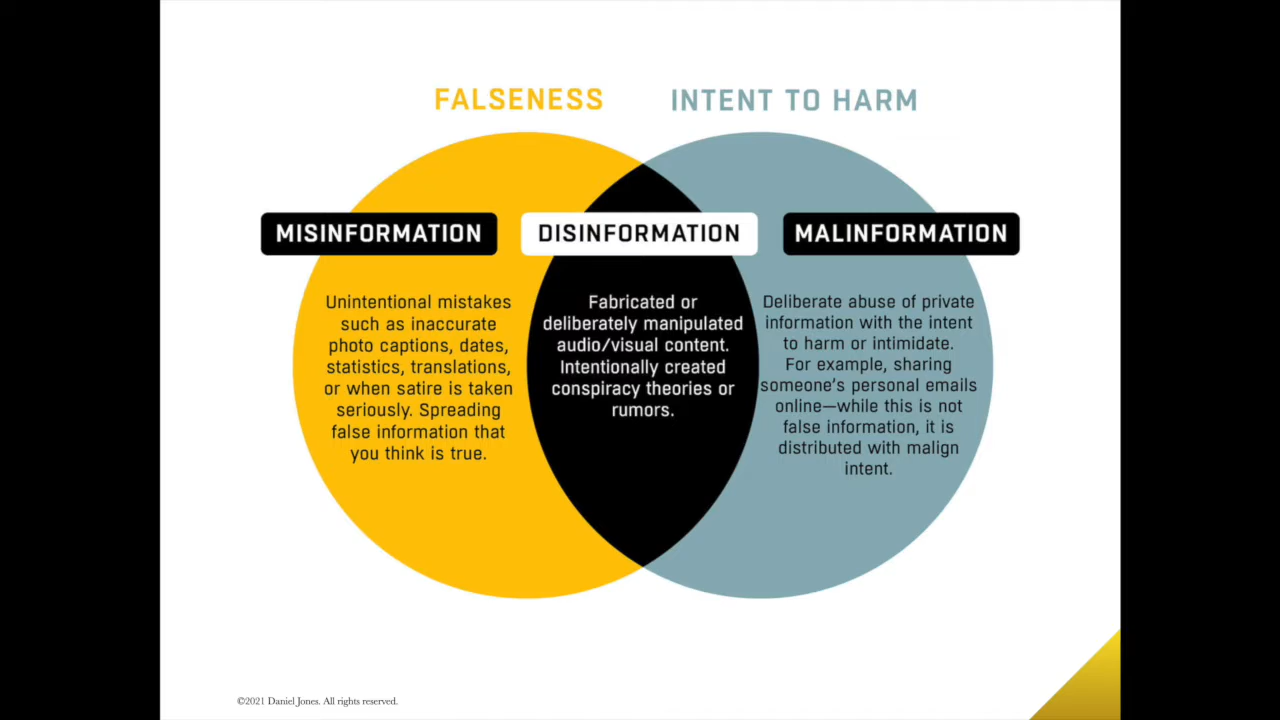 FALSENESS
INTENT TO HARM
MISINFORMATION
Unintentional mistakes
such as inaccurate
photo captions, dates,
statistics, translations,
or when satire is taken
seriously. Spreading
false information that
you think is true.
DISINFORMATION
Fabricated or
deliberately manipulated
audio/visual content.
Intentionally created
conspiracy theories or
rumors.
MALINFORMATION
Deliberate abuse of private
information with the intent
to harm or intimidate.
For example, sharing
someone’s personal emails
online—while this is not
false information, it is
distributed with malign
intent.
©2021 Daniel Jones. All rights reserved.